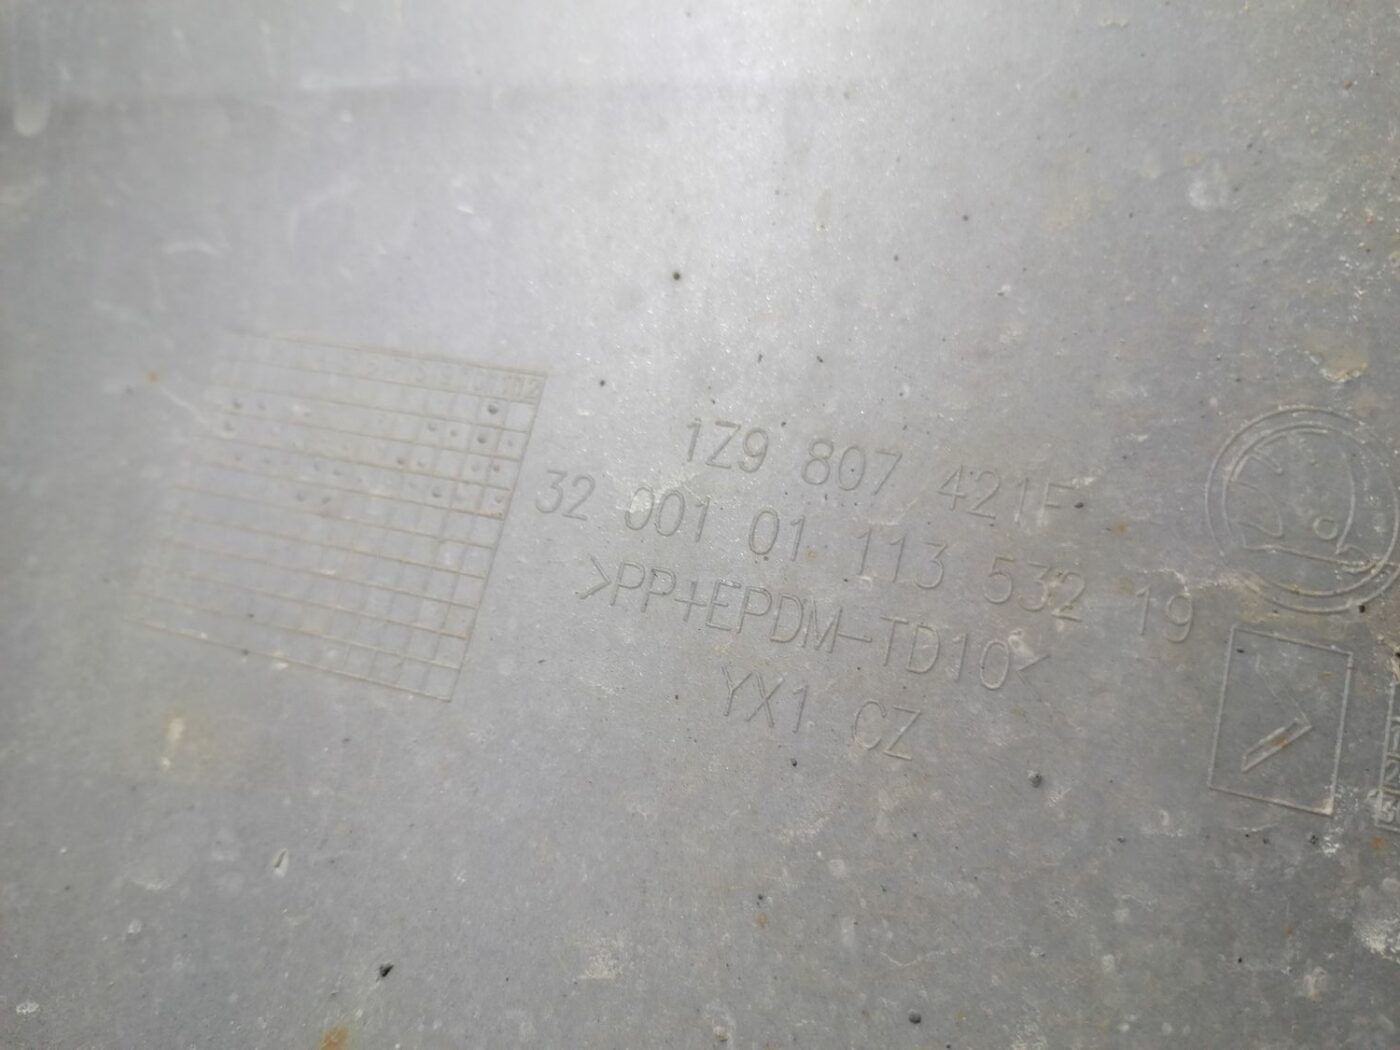 1Z9 807 421F
32 001 01 113 532 19
>PP+EPDM-TD10<
YX1 CZ